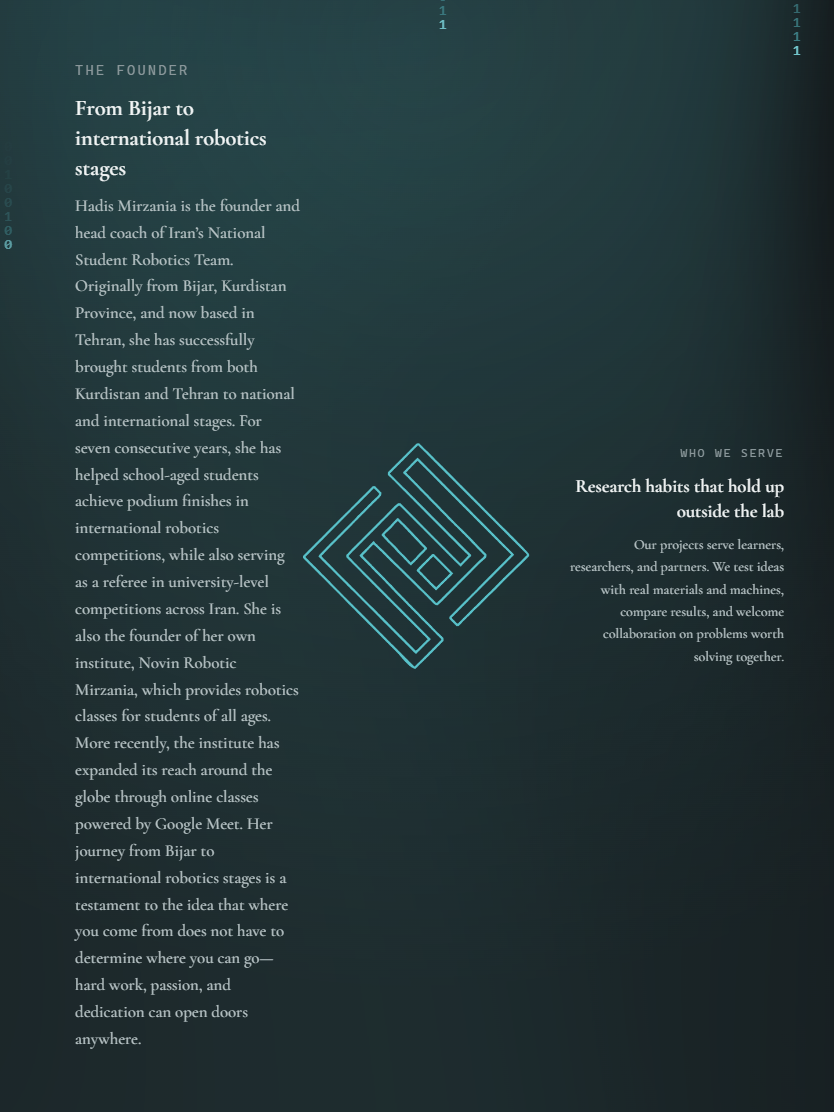 1
1
1
1
1
1
THE FOUNDER
From Bijar to
international robotics
stages
1
0
0
1
0
0
Hadis Mirzania is the founder and
head coach of Iran’s National
Student Robotics Team.
Originally from Bijar, Kurdistan
Province, and now based in
Tehran, she has successfully
brought students from both
Kurdistan and Tehran to national
and international stages. For
seven consecutive years, she has
helped school-aged students
achieve podium finishes in
international robotics
competitions, while also serving
as a referee in university-level
competitions across Iran. She is
also the founder of her own
institute, Novin Robotic
Mirzania, which provides robotics
classes for students of all ages.
More recently, the institute has
expanded its reach around the
globe through online classes
powered by Google Meet. Her
journey from Bijar to
international robotics stages is a
testament to the idea that where
you come from does not have to
determine where you can go—
hard work, passion, and
dedication can open doors
anywhere.
WHO WE SERVE
Research habits that hold up
outside the lab
Our projects serve learners,
researchers, and partners. We test ideas
with real materials and machines,
compare results, and welcome
collaboration on problems worth
solving together.